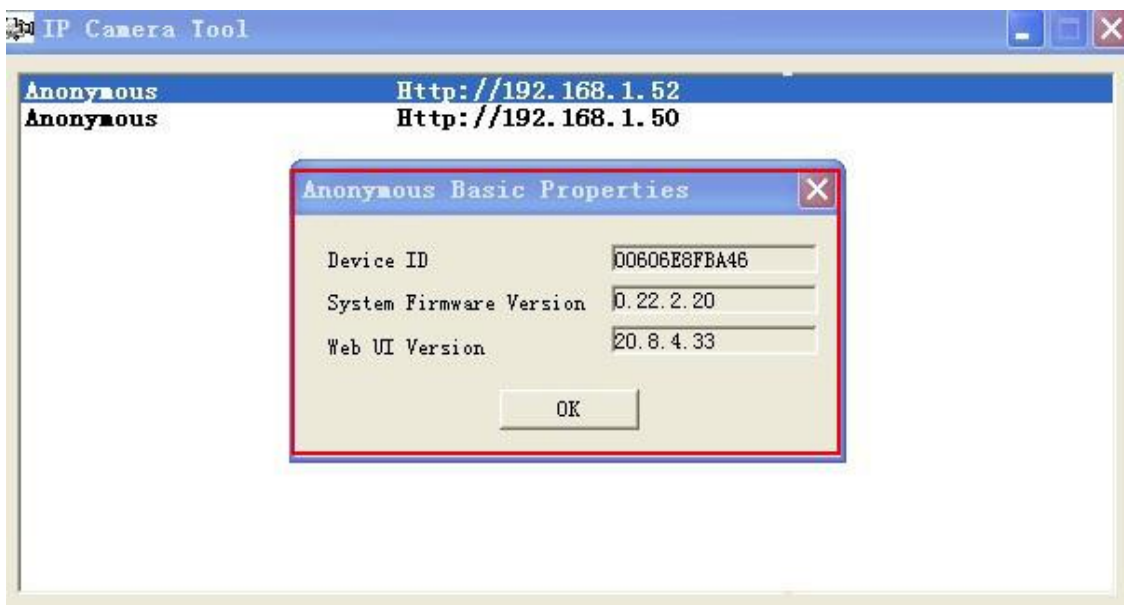 IP Camera Tool
Anonymous Http://192.168.1.52
Anonymous Http://192.168.1.50
Anonymous Basic Properties
Device ID 00606E8FBA46
System Firmware Version 0.22.2.20
Web UI Version 20.8.4.33
OK